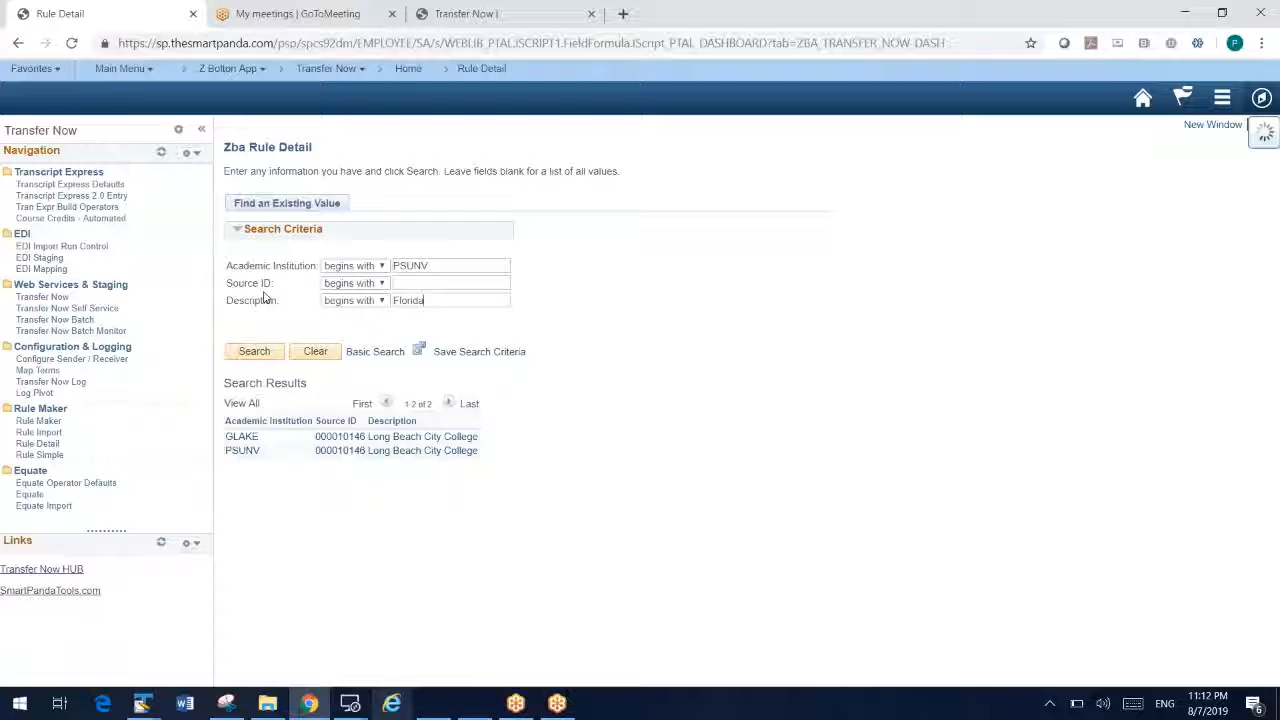 Rule Detail
My meetings | GoToMeeting
Transfer Now |
https://sp.thesmartpanda.com/psp/spcs92dm/EMPLOYEE/SA/s/WEBLIB_PTAL.ISCRIPT1.FieldFormula.IScript_PTAL_DASHBOARD?tab=ZBA_TRANSFER_NOW_DASH
P
Favorites Main Menu > Z Bolton App > Transfer Now > Home > Rule Detail
New Window
Transfer Now
Navigation
Transcript Express
Transcript Express Defaults
Transcript Express 2.0 Entry
Tran Expr Build Operators
Course Credits - Automated
EDI
EDI Import Run Control
EDI Staging
EDI Mapping
Web Services & Staging
Transfer Now
Transfer Now Self Service
Transfer Now Batch
Transfer Now Batch Monitor
Configuration & Logging
Configure Sender / Receiver
Map Terms
Transfer Now Log
Log Pivot
Rule Maker
Rule Maker
Rule Import
Rule Detail
Rule Simple
Equate
Equate Operator Defaults
Equate
Equate Import
Links
Transfer Now HUB
SmartPandaTools.com
Zba Rule Detail
Enter any information you have and click Search. Leave fields blank for a list of all values.
Find an Existing Value
Search Criteria
Academic Institution: begins with PSUNV
Source ID: begins with
Description: begins with Florida
Search Clear Basic Search Save Search Criteria
Search Results
View All First 1-2 of 2 Last
Academic Institution Source ID Description
GLAKE 000010146 Long Beach City College
PSUNV 000010146 Long Beach City College
ENG
11:12 PM
8/7/2019
6